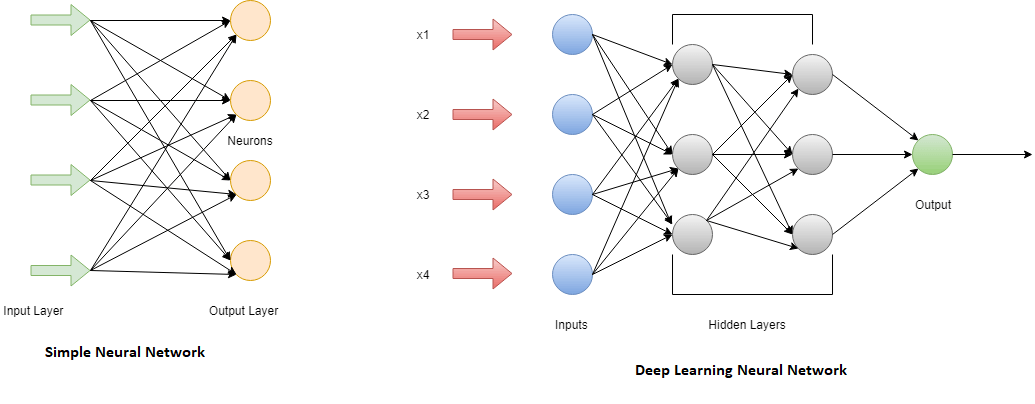 Neurons
Input Layer
Output Layer
Simple Neural Network
x1
x2
x3
x4
Output
Inputs
Hidden Layers
Deep Learning Neural Network